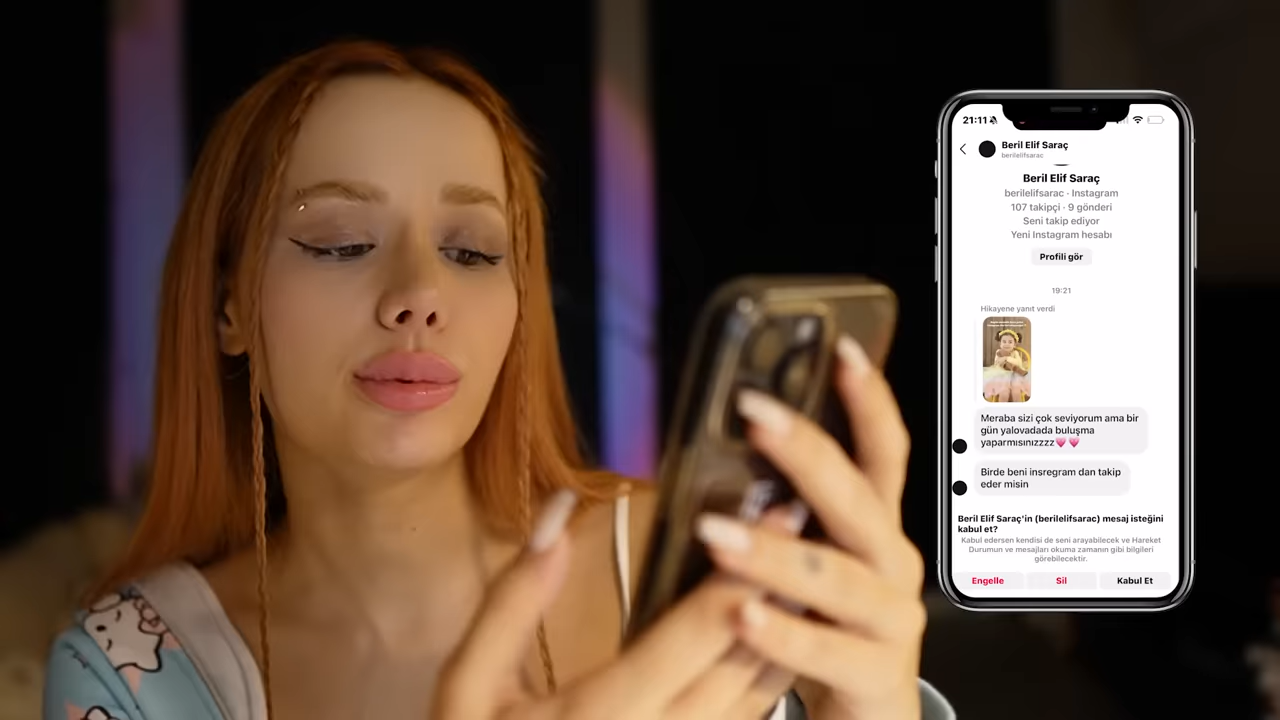 21:11
Beril Elif Saraç
berilelifsarac
Beril Elif Saraç
berilelifsarac · Instagram
107 takipçi · 9 gönderi
Seni takip ediyor
Yeni Instagram hesabı
Profili gör
19:21
Hikayene yanıt verdi
Meraba sizi çok seviyorum ama bir
gün yalovadada buluşma
yaparmısınızzzz💗💗
Birde beni insregram dan takip
eder misin
Beril Elif Saraç'in (berilelifsarac) mesaj isteğini
kabul et?
Kabul edersen kendisi de seni arayabilecek ve Hareket
Durumun ve mesajları okuma zamanın gibi bilgileri
görebilecektir.
Engelle
Sil
Kabul Et